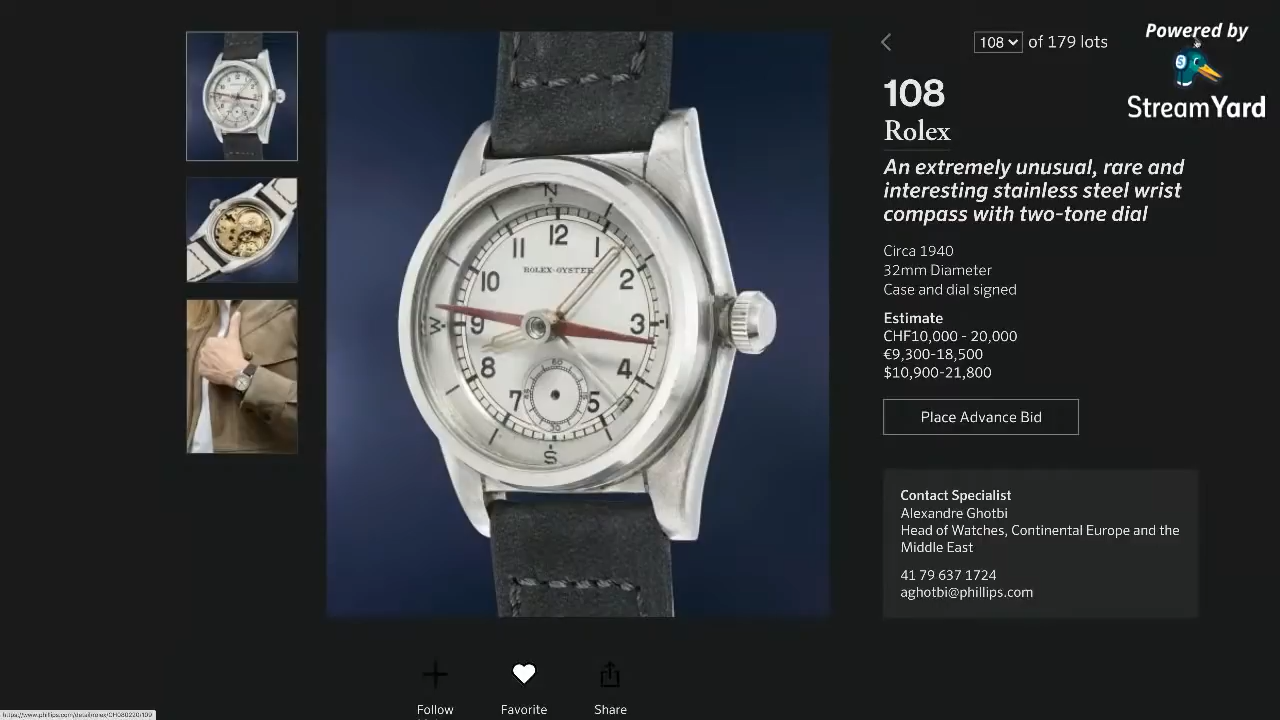 108 of 179 lots
Powered by
StreamYard
108
Rolex
An extremely unusual, rare and
interesting stainless steel wrist
compass with two-tone dial
Circa 1940
32mm Diameter
Case and dial signed
Estimate
CHF10,000 - 20,000
€9,300-18,500
$10,900-21,800
Place Advance Bid
Contact Specialist
Alexandre Ghotbi
Head of Watches, Continental Europe and the
Middle East
41 79 637 1724
aghotbi@phillips.com
N
12
11 1
ROLEX-OYSTER
10 2
W 9 3
8 4
60
7 5
30
S
Follow
Favorite
Share